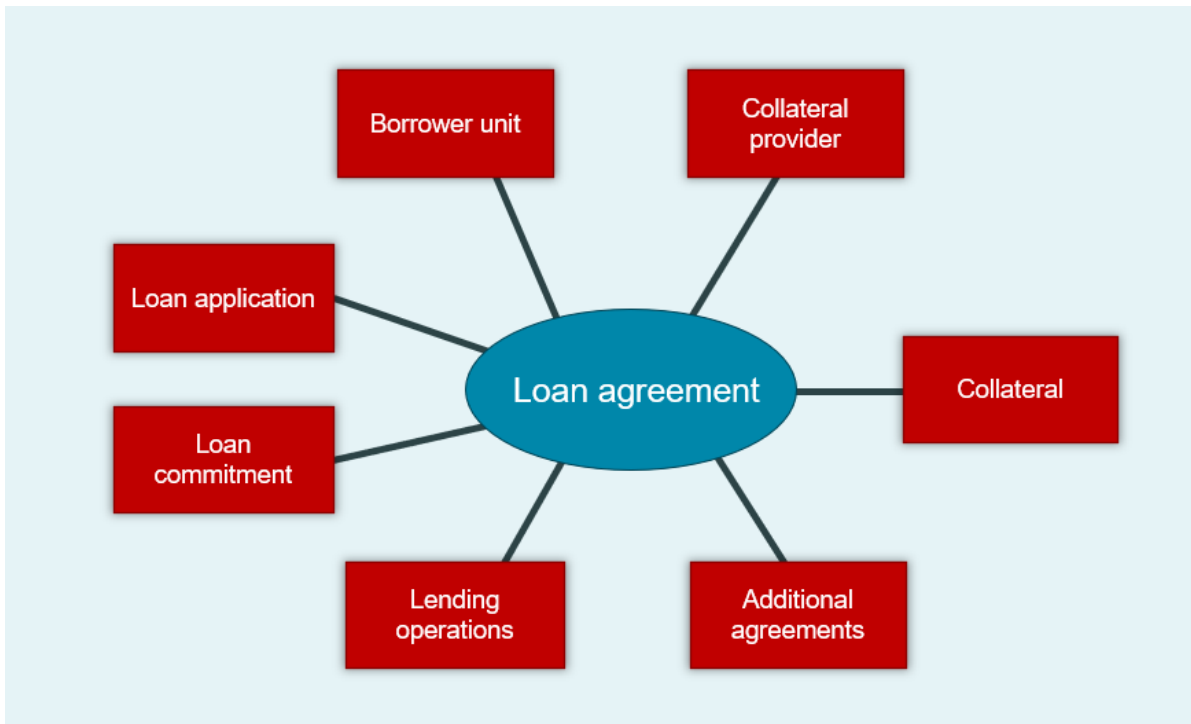 Borrower unit
Collateral
provider
Loan application
Loan agreement
Collateral
Loan
commitment
Lending
operations
Additional
agreements